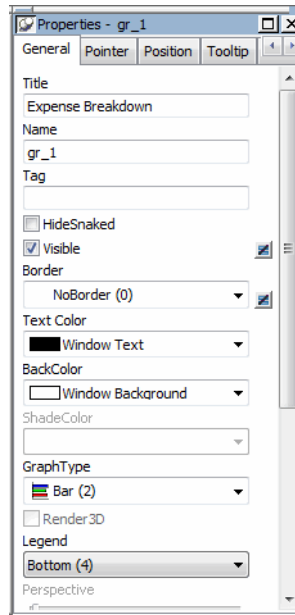 Properties - gr_1
General Pointer Position Tooltip
Title
Expense Breakdown
Name
gr_1
Tag
HideSnaked
Visible
Border
NoBorder (0)
Text Color
Window Text
BackColor
Window Background
ShadeColor
GraphType
Bar (2)
Render3D
Legend
Bottom (4)
Perspective